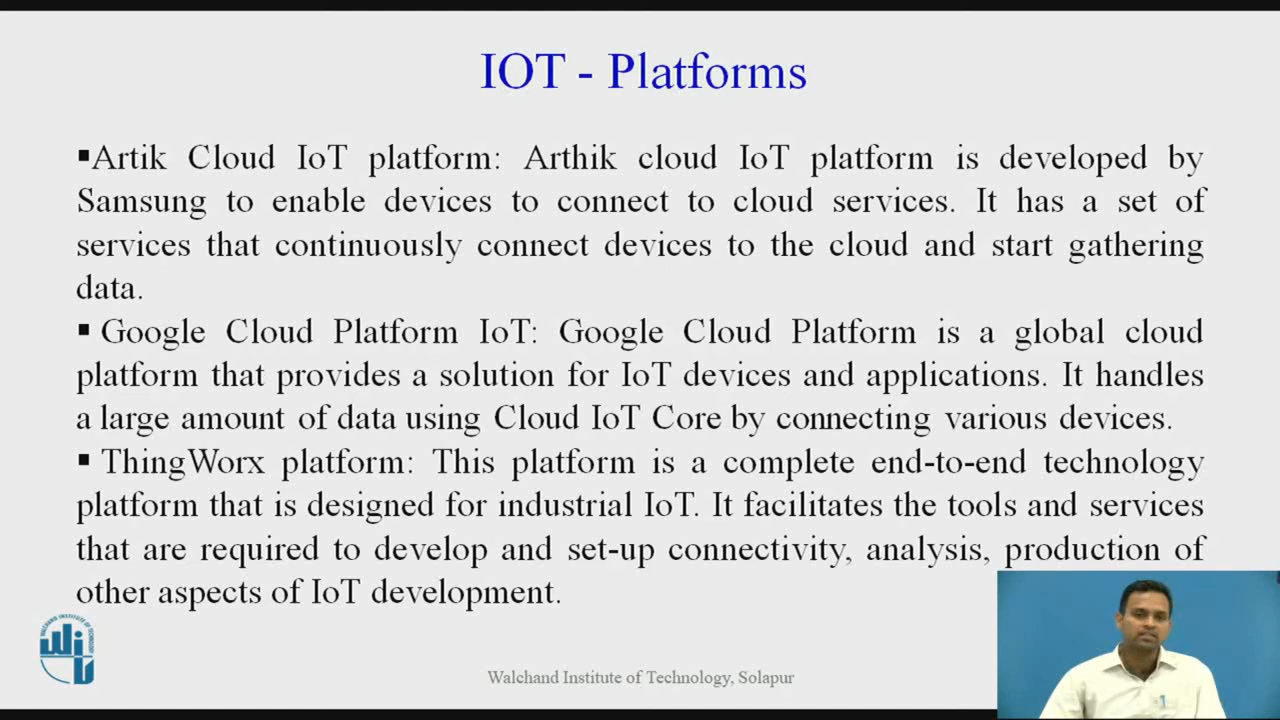 IOT - Platforms
▪Artik Cloud IoT platform: Arthik cloud IoT platform is developed by
Samsung to enable devices to connect to cloud services. It has a set of
services that continuously connect devices to the cloud and start gathering
data.
▪ Google Cloud Platform IoT: Google Cloud Platform is a global cloud
platform that provides a solution for IoT devices and applications. It handles
a large amount of data using Cloud IoT Core by connecting various devices.
▪ ThingWorx platform: This platform is a complete end-to-end technology
platform that is designed for industrial IoT. It facilitates the tools and services
that are required to develop and set-up connectivity, analysis, production of
other aspects of IoT development.
WALCHAND INSTITUTE OF TECHNOLOGY
WIT
Walchand Institute of Technology, Solapur